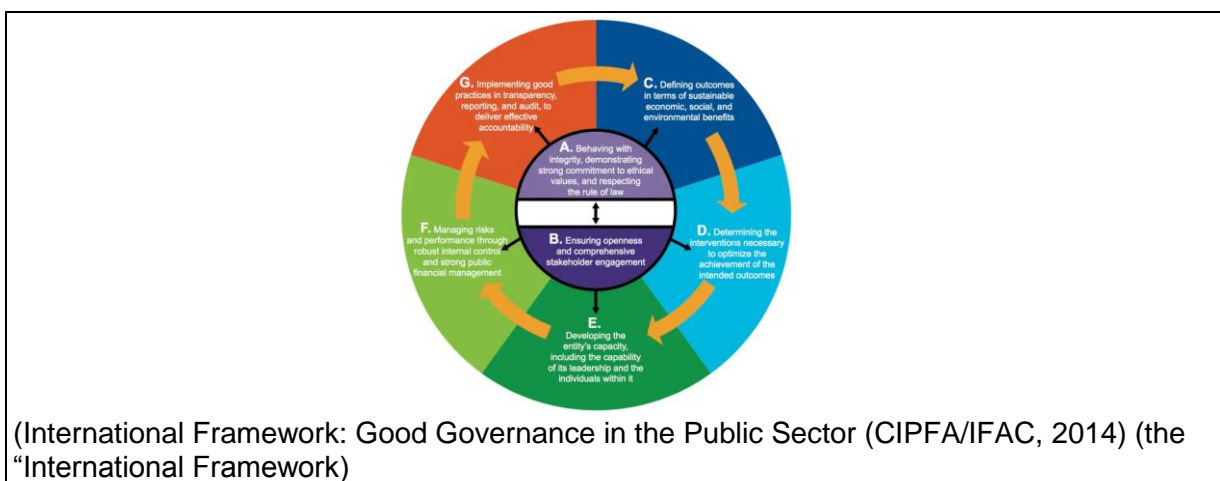 G. Implementing good
practices in transparency,
reporting, and audit, to
deliver effective
accountability
C. Defining outcomes
in terms of sustainable
economic, social, and
environmental benefits
A. Behaving with
integrity, demonstrating
strong commitment to ethical
values, and respecting
the rule of law
F. Managing risks
and performance through
robust internal control
and strong public
financial management
B. Ensuring openness
and comprehensive
stakeholder engagement
D. Determining the
interventions necessary
to optimize the
achievement of the
intended outcomes
E.
Developing the
entity's capacity,
including the capability
of its leadership and the
individuals within it
(International Framework: Good Governance in the Public Sector (CIPFA/IFAC, 2014) (the
“International Framework)